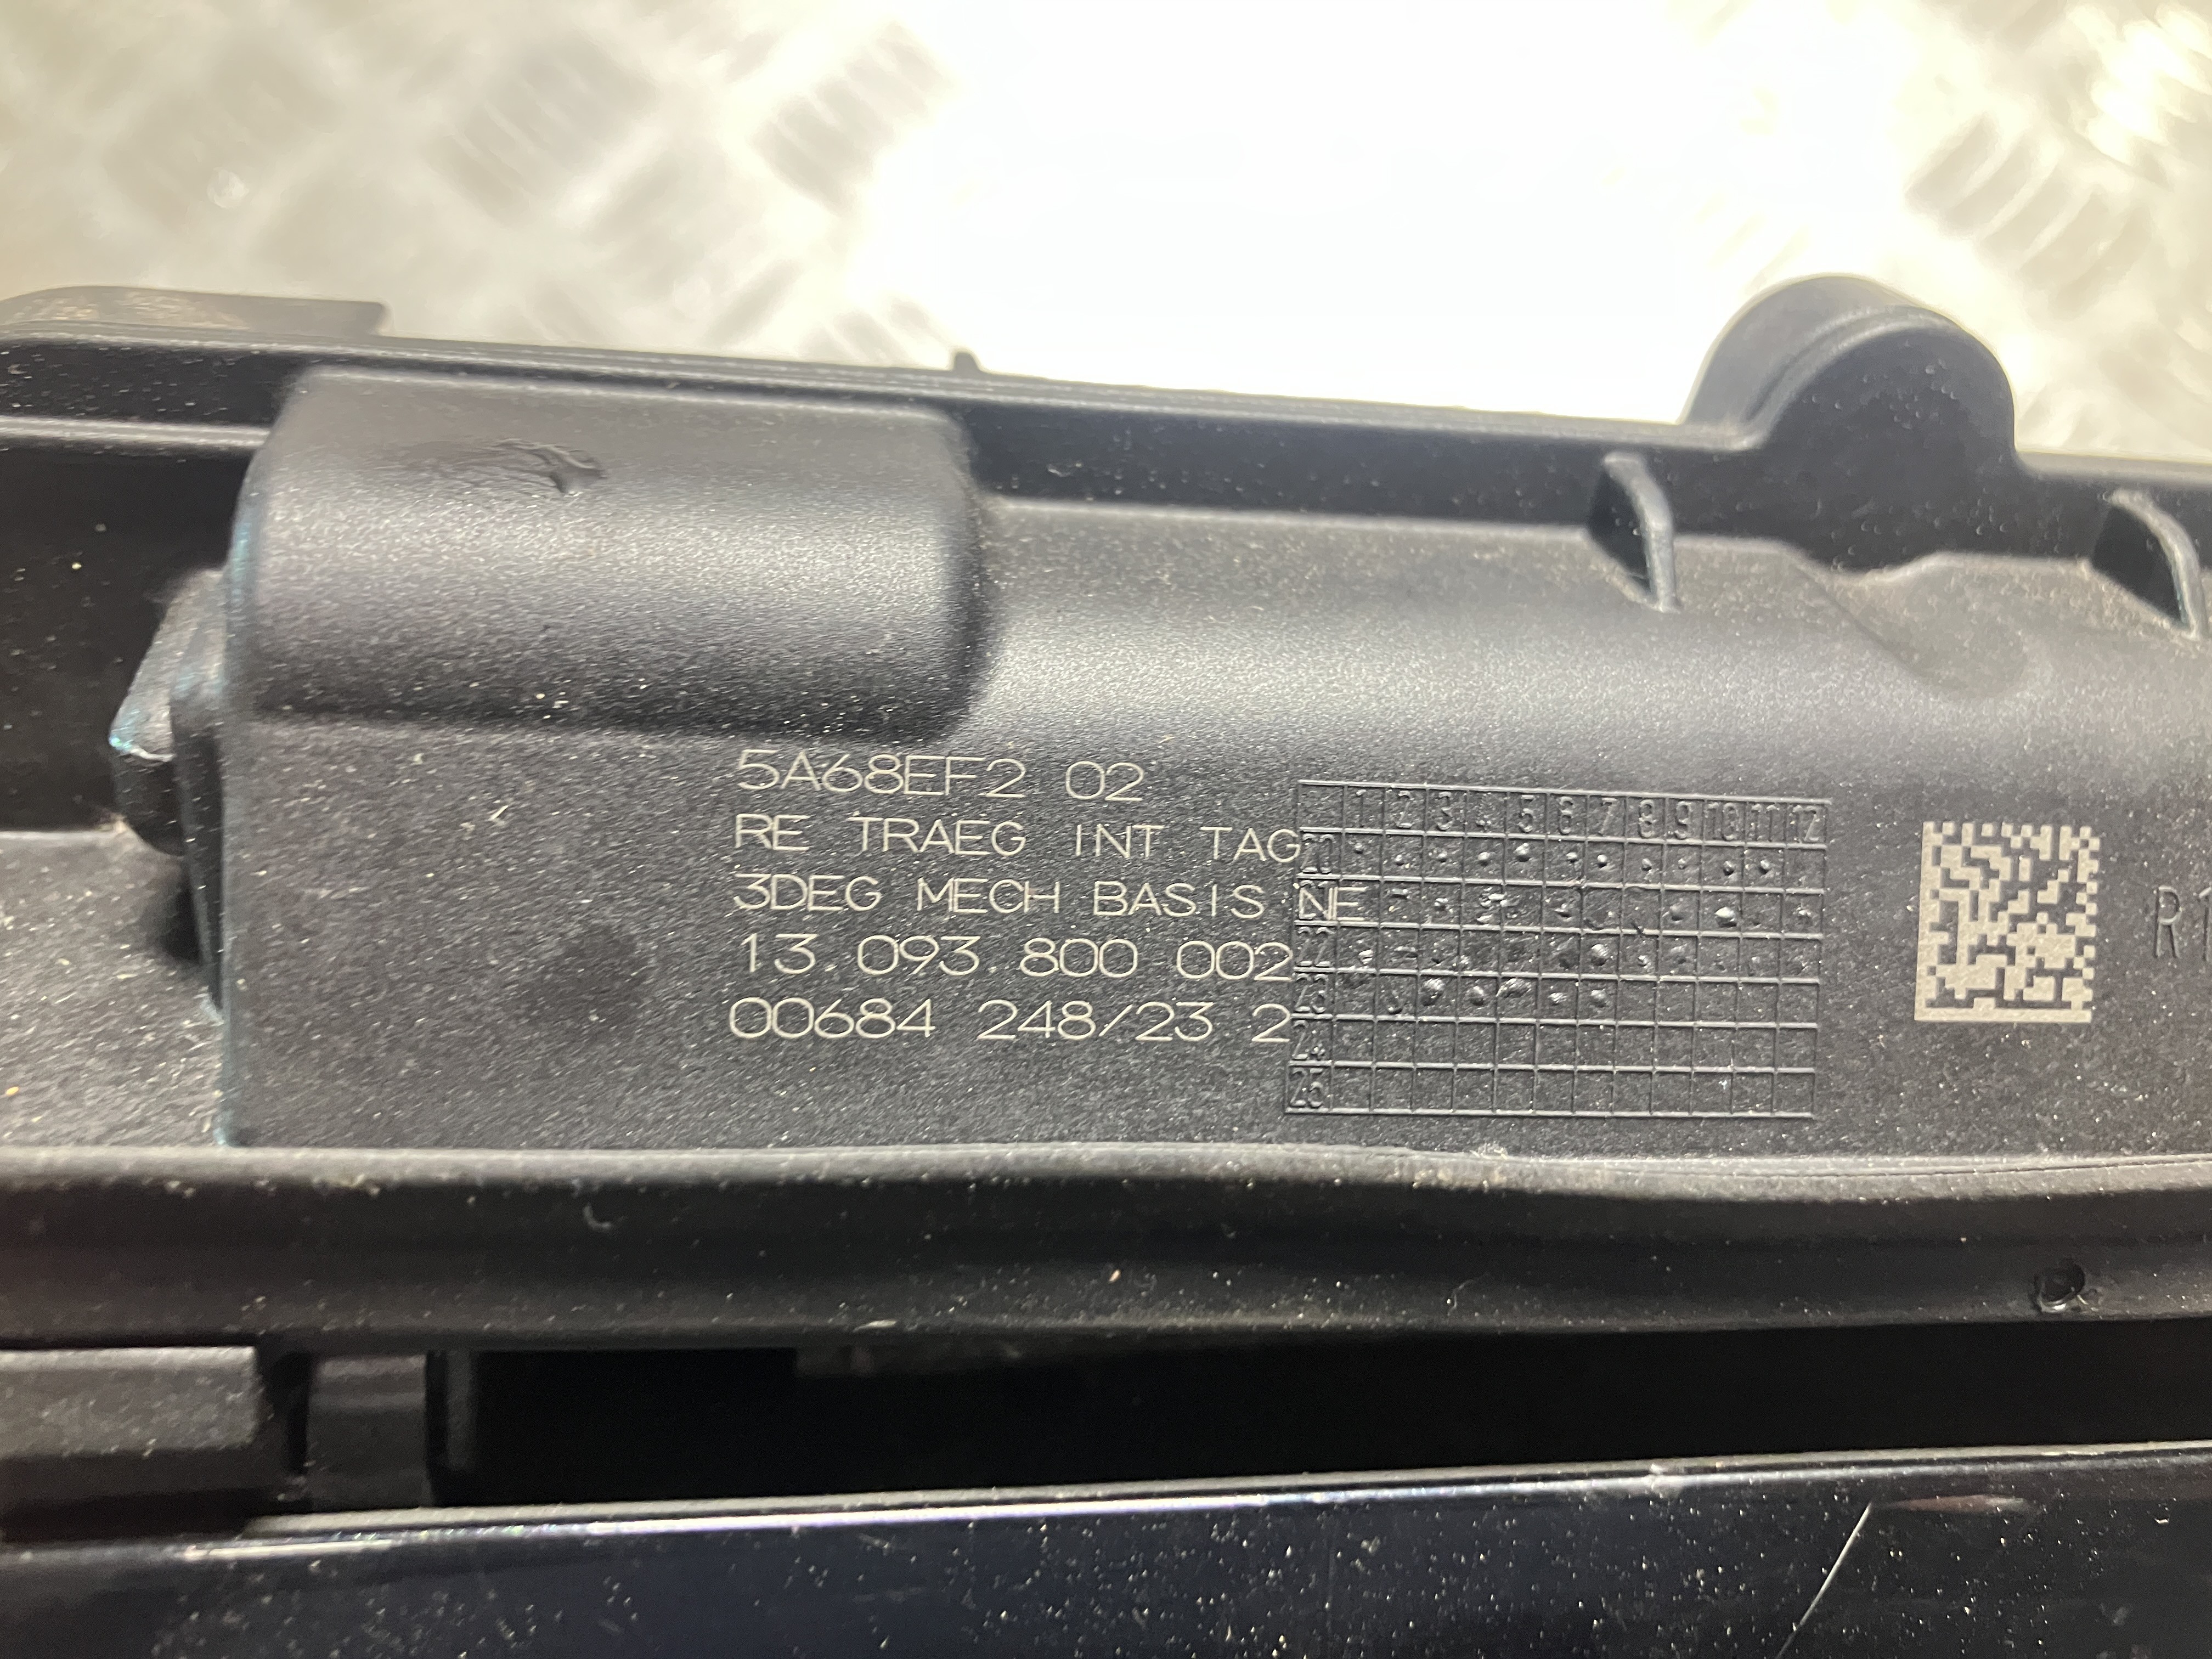 5A68EF2 02
RE TRAEG INT TAG
3DEG MECH BASIS NE
13.093.800 002
00684 248/23 2
1 2 3 4 5 6 7 8 9 10 11 12
20
22
23
24
25
R1